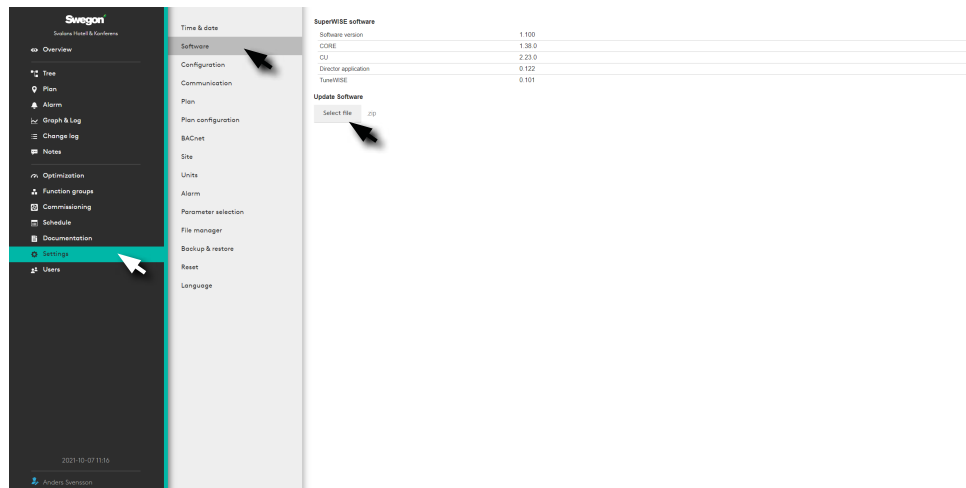 Swegon
Svalans Hotell & Konferens
Overview
Tree
Plan
Alarm
Graph & Log
Change log
Notes
Optimization
Function groups
Commissioning
Schedule
Documentation
Settings
Users
2021-10-07 11:16
Anders Svensson
Time & date
Software
Configuration
Communication
Plan
Plan configuration
BACnet
Site
Units
Alarm
Parameter selection
File manager
Backup & restore
Reset
Language
SuperWISE software
Software version 1.100
CORE 1.38.0
CU 2.23.0
Director application 0.122
TuneWISE 0.101
Update Software
Select file .zip